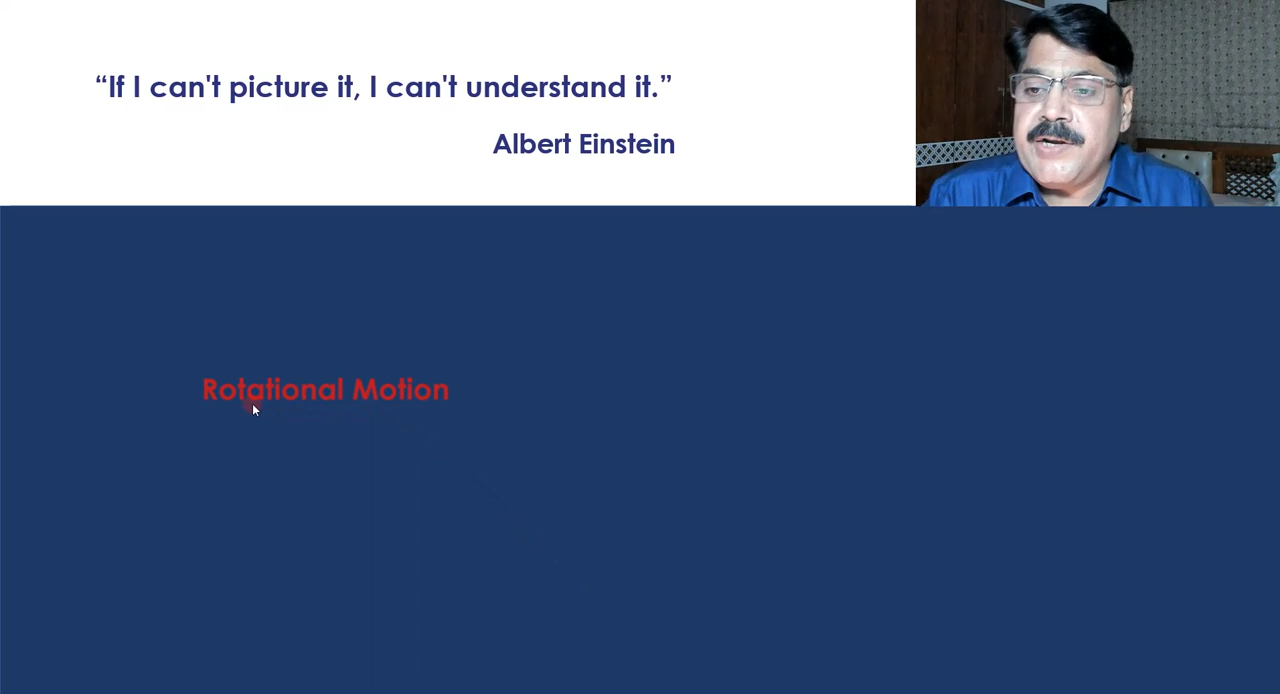 “If I can't picture it, I can't understand it.”
Albert Einstein
Rotational Motion